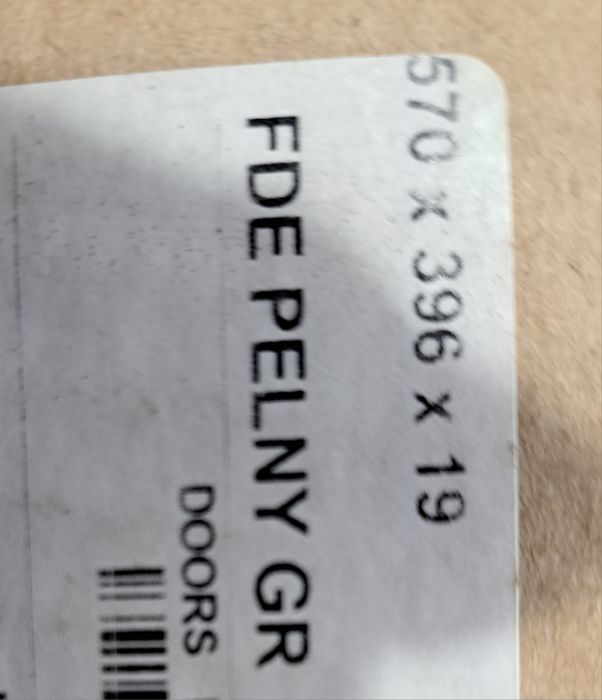 570 x 396 x 19
FDE PELNY GR
DOORS